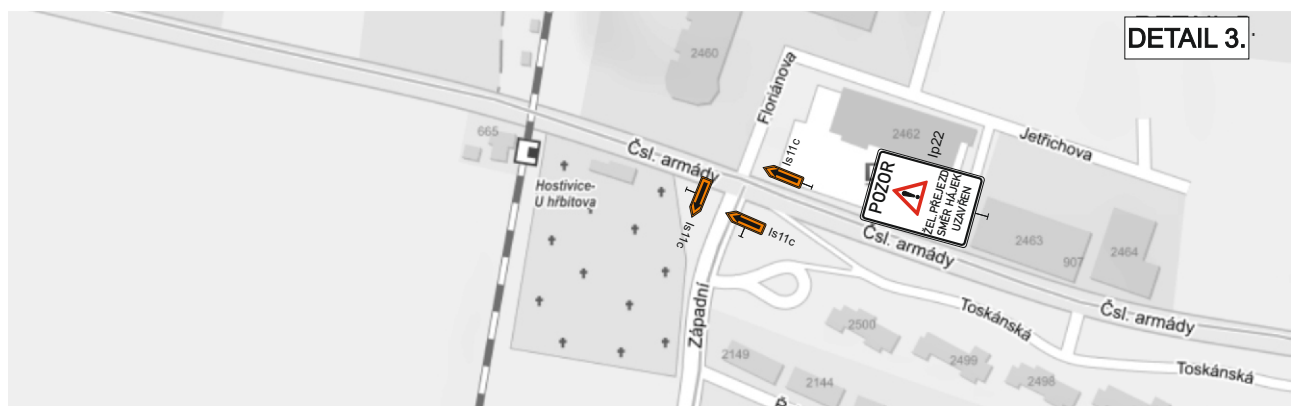 DETAIL 3.
2460
Floriánova
665
2462
Jetřichova
Is11c
Ip22
Čsl. armády
Hostivice-
U hřbitova
POZOR
ŽEL. PŘEJEZD
SMĚR HÁJEK
UZAVŘEN
Is11c
Is11c
Čsl. armády
2463
907
2464
Západní
Toskánská
Čsl. armády
2500
2499
2498
Toskánská
2149
2144